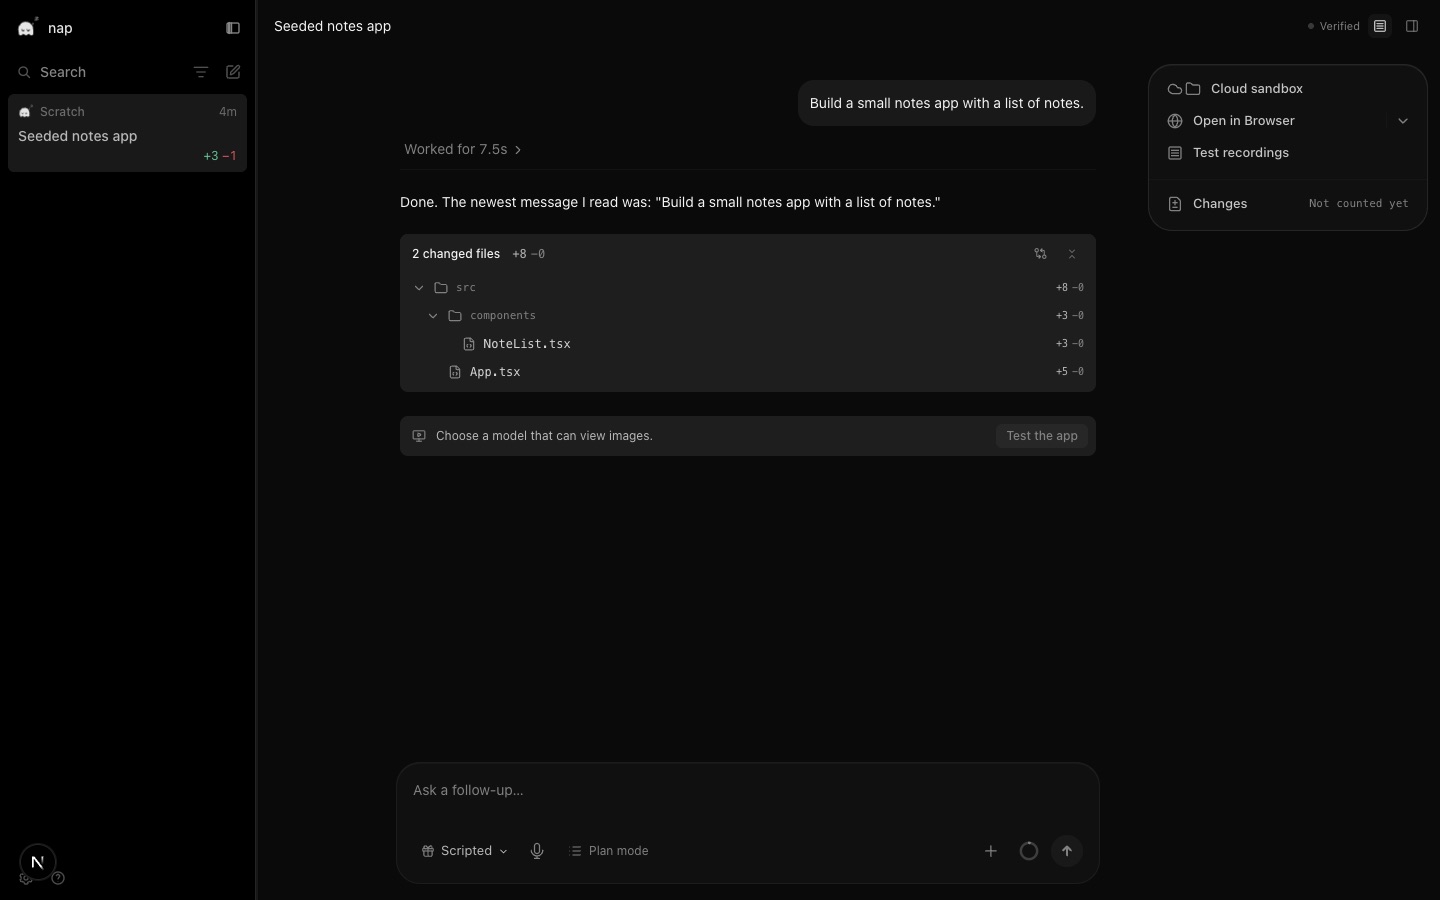 nap
Search
Scratch 4m
Seeded notes app
+3 −1
Seeded notes app
Verified
Build a small notes app with a list of notes.
Worked for 7.5s
Done. The newest message I read was: "Build a small notes app with a list of notes."
2 changed files +8 −0
src +8 −0
components +3 −0
NoteList.tsx +3 −0
App.tsx +5 −0
Choose a model that can view images. Test the app
Cloud sandbox
Open in Browser
Test recordings
Changes Not counted yet
Ask a follow-up...
Scripted Plan mode
N